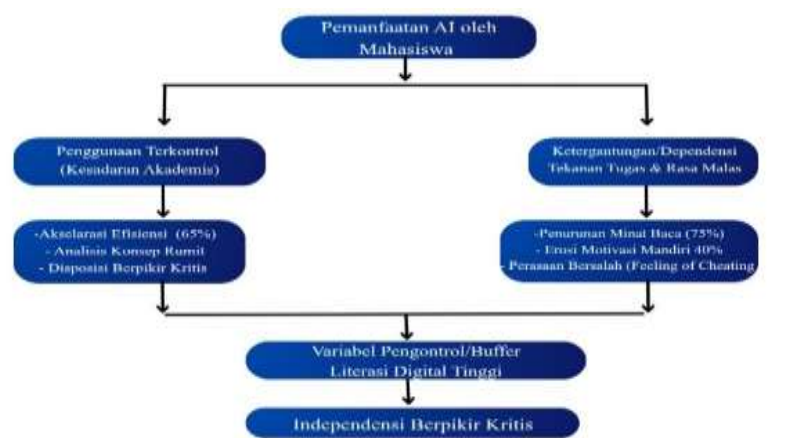 Pemanfaatan AI oleh
Mahasiswa
Penggunaan Terkontrol
(Kesadaran Akademis)
Ketergantungan/Dependensi
Tekanan Tugas & Rasa Malas
-Akselarasi Efisiensi (65%)
- Analisis Konsep Rumit
- Disposisi Berpikir Kritis
-Penurunan Minat Baca (75%)
- Erosi Motivasi Mandiri 40%
- Perasaan Bersalah (Feeling of Cheating
Variabel Pengontrol/Buffer
Literasi Digital Tinggi
Independensi Berpikir Kritis